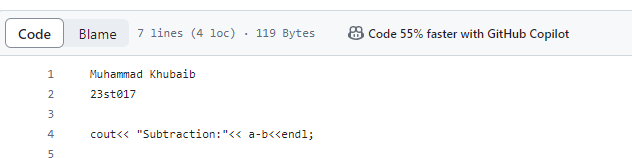 Code Blame 7 lines (4 loc) · 119 Bytes Code 55% faster with GitHub Copilot
1 Muhammad Khubaib
2 23st017
3
4 cout<< "Subtraction:"<< a-b<<endl;
5